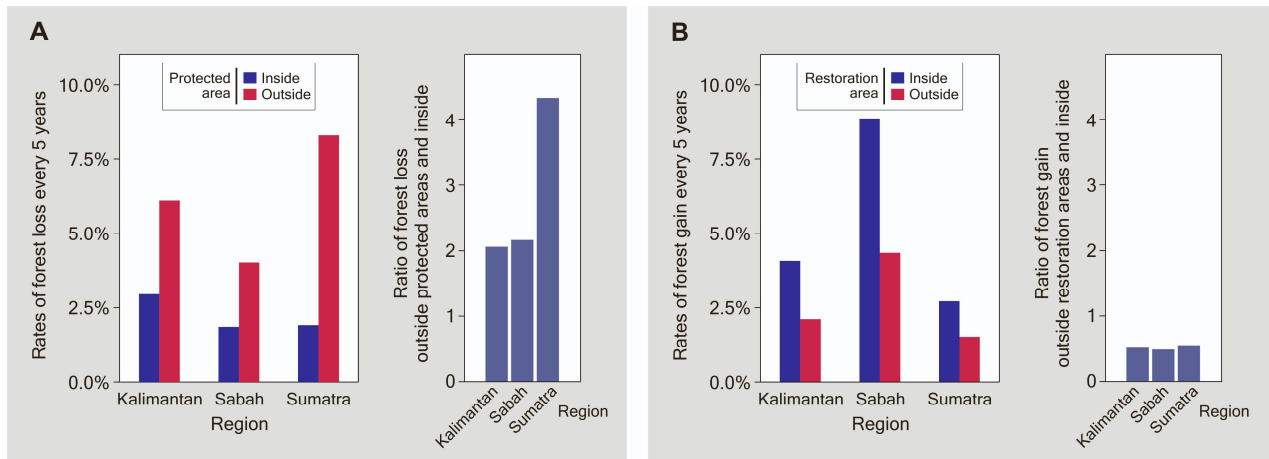 A
Rates of forest loss every 5 years
10.0%
7.5%
5.0%
2.5%
0.0%
Protected
area
Inside
Outside
Kalimantan
Sabah
Sumatra
Region
Ratio of forest loss
outside protected areas and inside
4
3
2
1
0
Kalimantan
Sabah
Sumatra
Region
B
Rates of forest gain every 5 years
10.0%
7.5%
5.0%
2.5%
0.0%
Restoration
area
Inside
Outside
Kalimantan
Sabah
Sumatra
Region
Ratio of forest gain
outside restoration areas and inside
4
3
2
1
0
Kalimantan
Sabah
Sumatra
Region